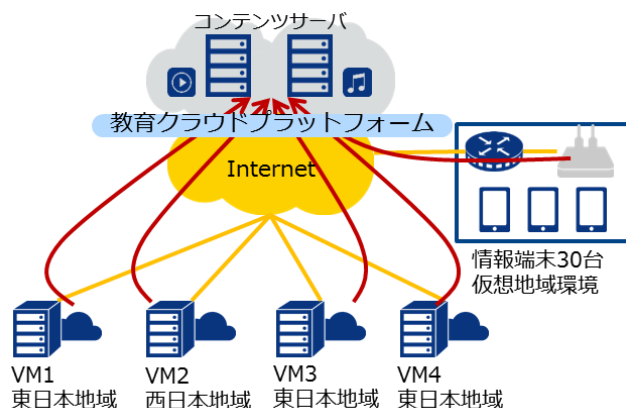 コンテンツサーバ
教育クラウドプラットフォーム
Internet
情報端末30台
仮想地域環境
VM1
東日本地域
VM2
西日本地域
VM3
東日本地域
VM4
東日本地域